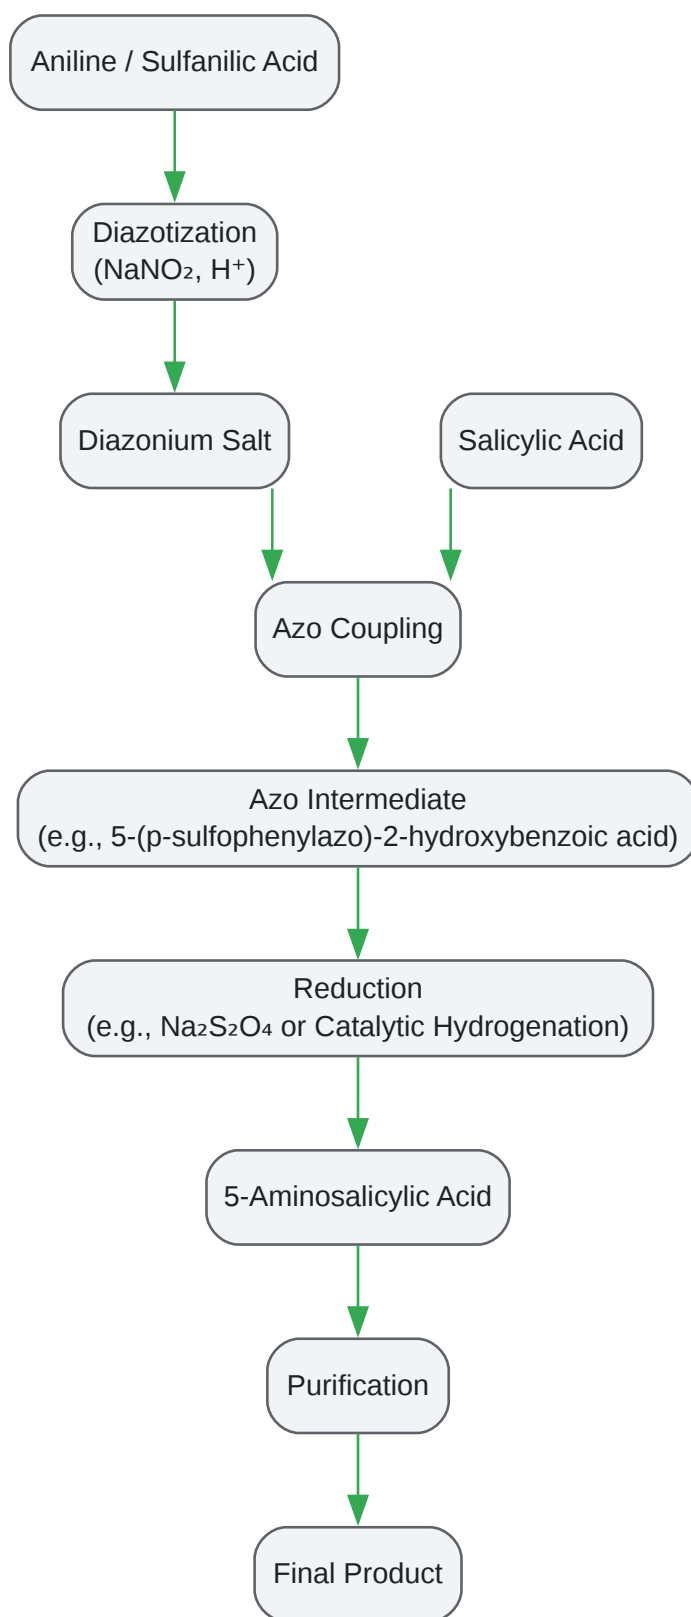 Aniline / Sulfanilic Acid
Diazotization
(NaNO₂, H⁺)
Diazonium Salt
Salicylic Acid
Azo Coupling
Azo Intermediate
(e.g., 5-(p-sulfophenylazo)-2-hydroxybenzoic acid)
Reduction
(e.g., Na₂S₂O₄ or Catalytic Hydrogenation)
5-Aminosalicylic Acid
Purification
Final Product